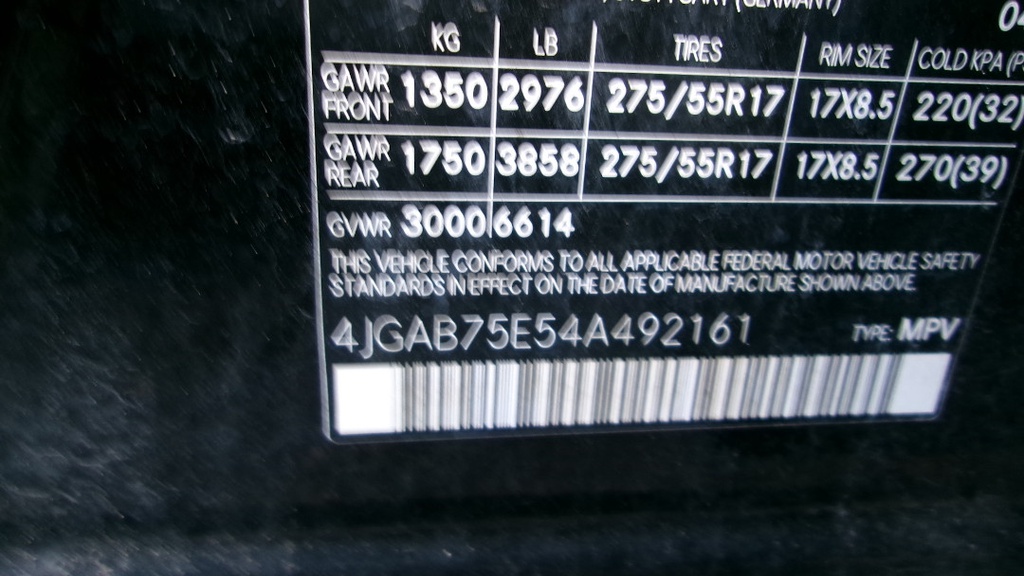 (GERMANY)
04
KG LB TIRES RIM SIZE COLD KPA (P
GAWR FRONT 1350 2976 275/55R17 17X8.5 220(32)
GAWR REAR 1750 3858 275/55R17 17X8.5 270(39)
GVWR 3000 6614
THIS VEHICLE CONFORMS TO ALL APPLICABLE FEDERAL MOTOR VEHICLE SAFETY
STANDARDS IN EFFECT ON THE DATE OF MANUFACTURE SHOWN ABOVE.
4JGAB75E54A492161 TYPE: MPV